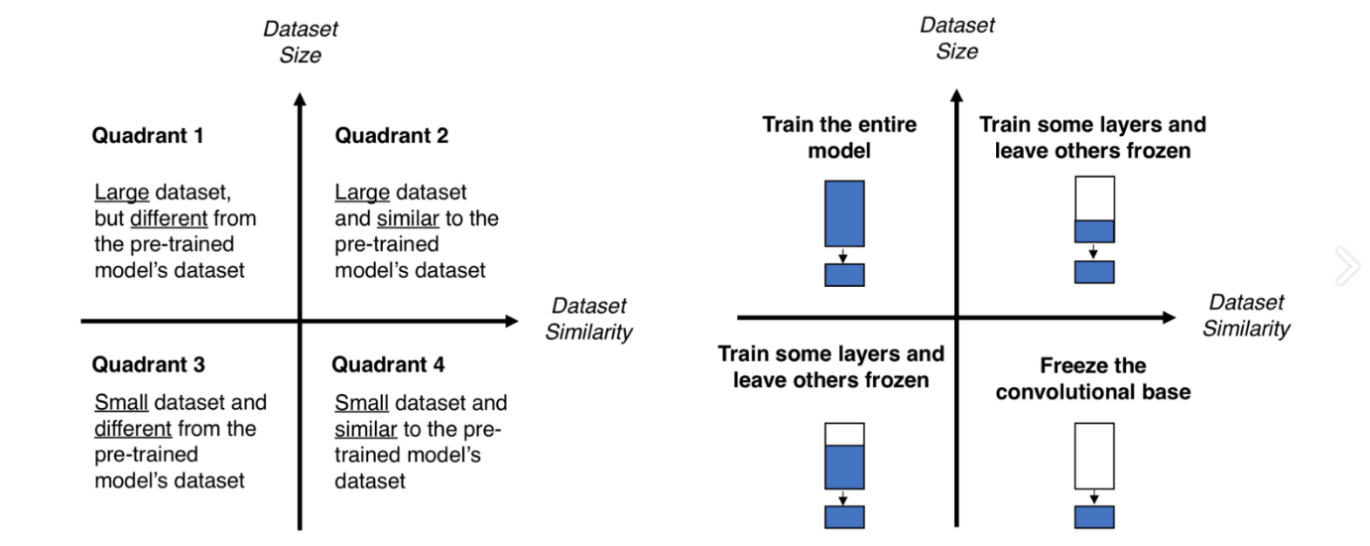 Dataset
Size
Quadrant 1
Large dataset,
but different from
the pre-trained
model's dataset
Quadrant 2
Large dataset
and similar to the
pre-trained
model's dataset
Dataset
Similarity
Quadrant 3
Small dataset and
different from the
pre-trained
model's dataset
Quadrant 4
Small dataset and
similar to the pre-
trained model's
dataset
Dataset
Size
Train the entire
model
Train some layers and
leave others frozen
Dataset
Similarity
Train some layers and
leave others frozen
Freeze the
convolutional base